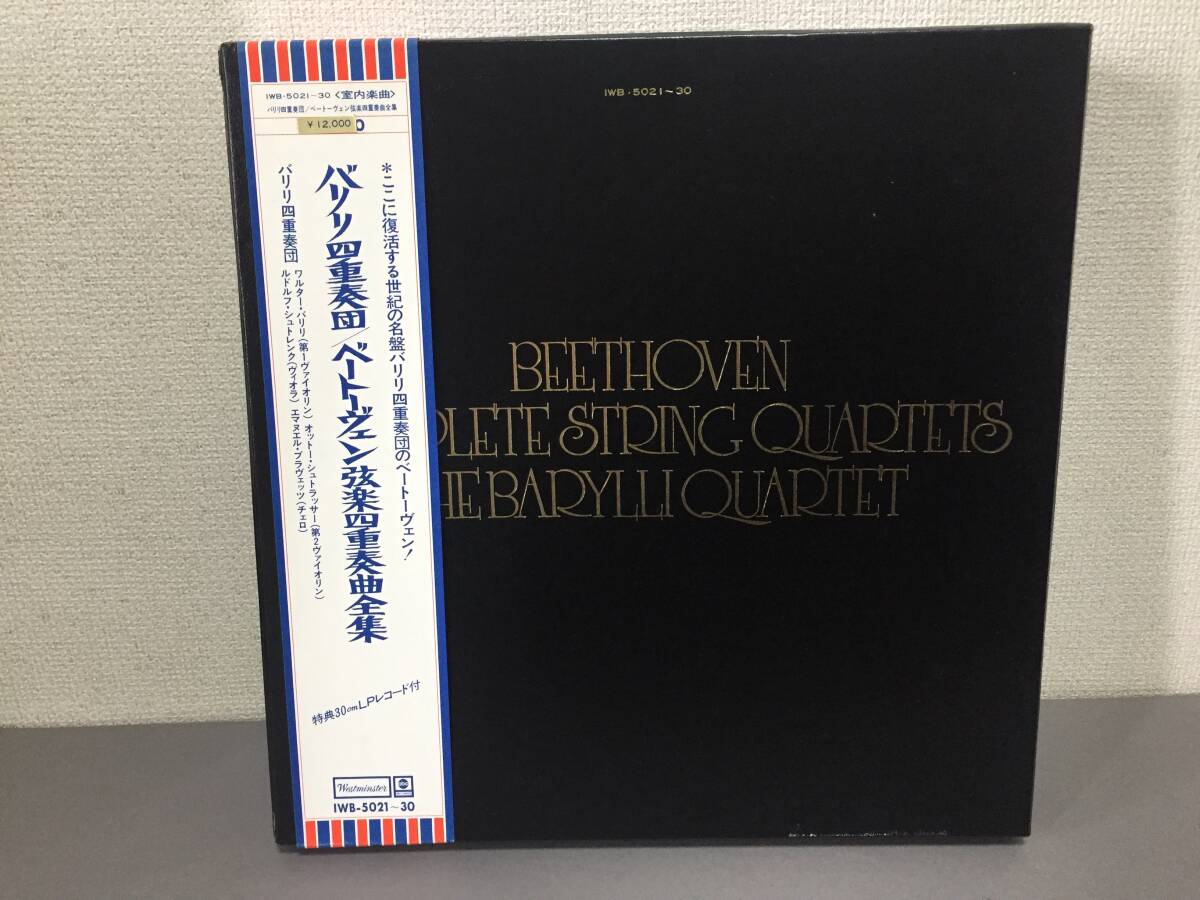 IWB-5021~30〈室内楽曲〉
バリリ四重奏団/ベートーヴェン弦楽四重奏曲全集
¥12,000
*ここに復活する世紀の名盤バリリ四重奏団のベートーヴェン!
バリリ四重奏団/ベートーヴェン弦楽四重奏曲全集
バリリ四重奏団
ワルター・バリリ(第1ヴァイオリン) オットー・シュトラッサー(第2ヴァイオリン)
ルドルフ・シュトレンク(ヴィオラ) エマヌエル・ブラヴェッツ(チェロ)
特典30cmLPレコード付
Westminster
abc
IWB-5021~30
IWB-5021~30
BEETHOVEN
PLETE STRING QUARTETS
HE BARYLLI QUARTET